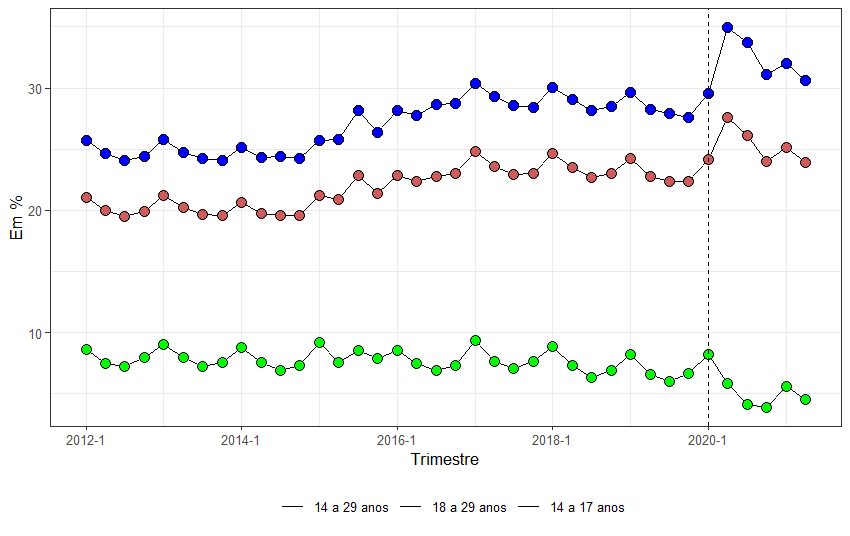 Em %
30
20
10
2012-1 2014-1 2016-1 2018-1 2020-1
Trimestre
14 a 29 anos 18 a 29 anos 14 a 17 anos